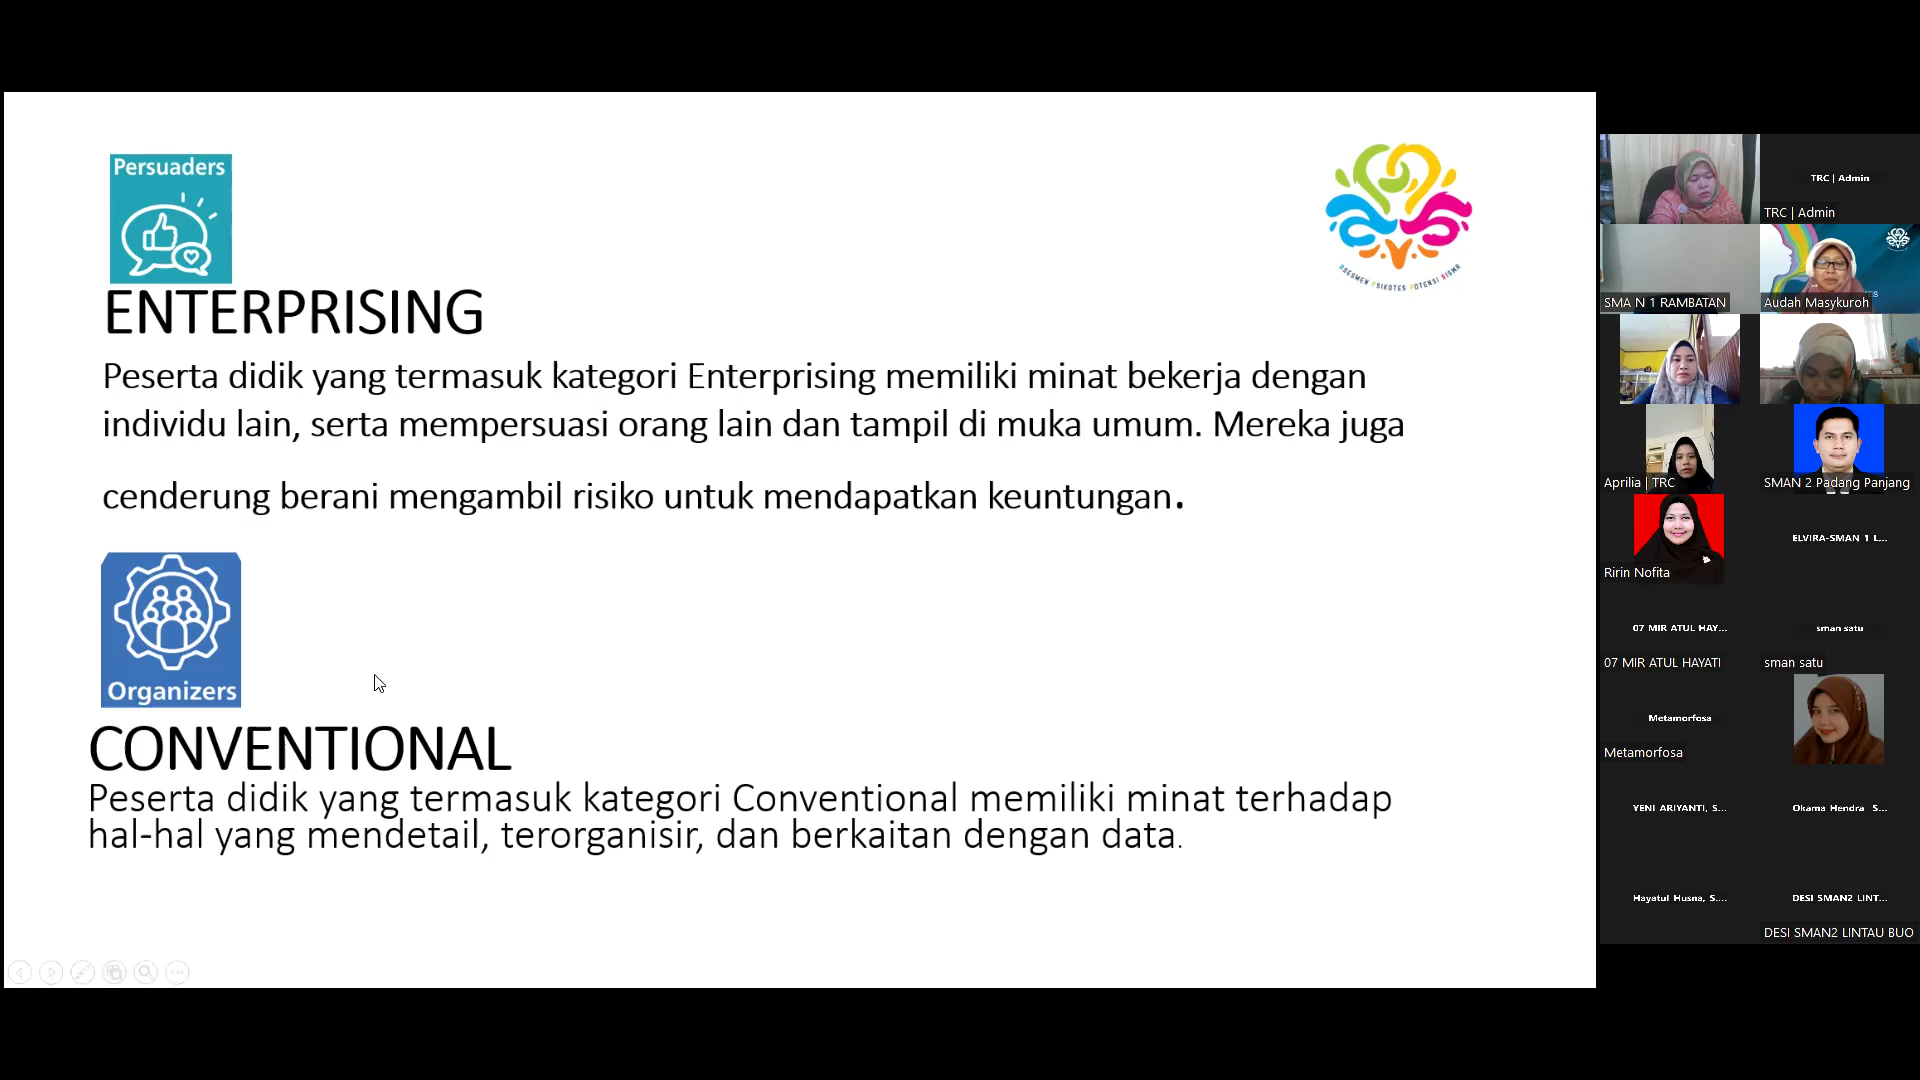 Persuaders
ENTERPRISING
Peserta didik yang termasuk kategori Enterprising memiliki minat bekerja dengan
individu lain, serta mempersuasi orang lain dan tampil di muka umum. Mereka juga
cenderung berani mengambil risiko untuk mendapatkan keuntungan.
Organizers
CONVENTIONAL
Peserta didik yang termasuk kategori Conventional memiliki minat terhadap
hal-hal yang mendetail, terorganisir, dan berkaitan dengan data.
ASESMEN PSIKOTES POTENSI SISWA
TRC | Admin
TRC | Admin
SMA N 1 RAMBATAN
Audah Masykuroh
Aprilia | TRC
SMAN 2 Padang Panjang
Ririn Nofita
ELVIRA-SMAN 1 L...
07 MIR ATUL HAY...
07 MIR ATUL HAYATI
sman satu
sman satu
Metamorfosa
Metamorfosa
YENI ARIYANTI, S...
Okama Hendra S...
Hayatul Husna, S....
DESI SMAN2 LINT...
DESI SMAN2 LINTAU BUO